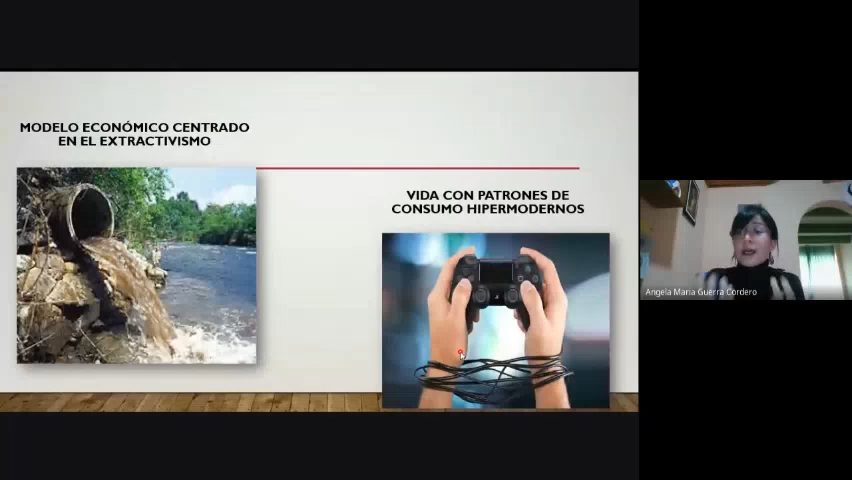 MODELO ECONÓMICO CENTRADO
EN EL EXTRACTIVISMO
VIDA CON PATRONES DE
CONSUMO HIPERMODERNOS
Angela Maria Guerra Cordero